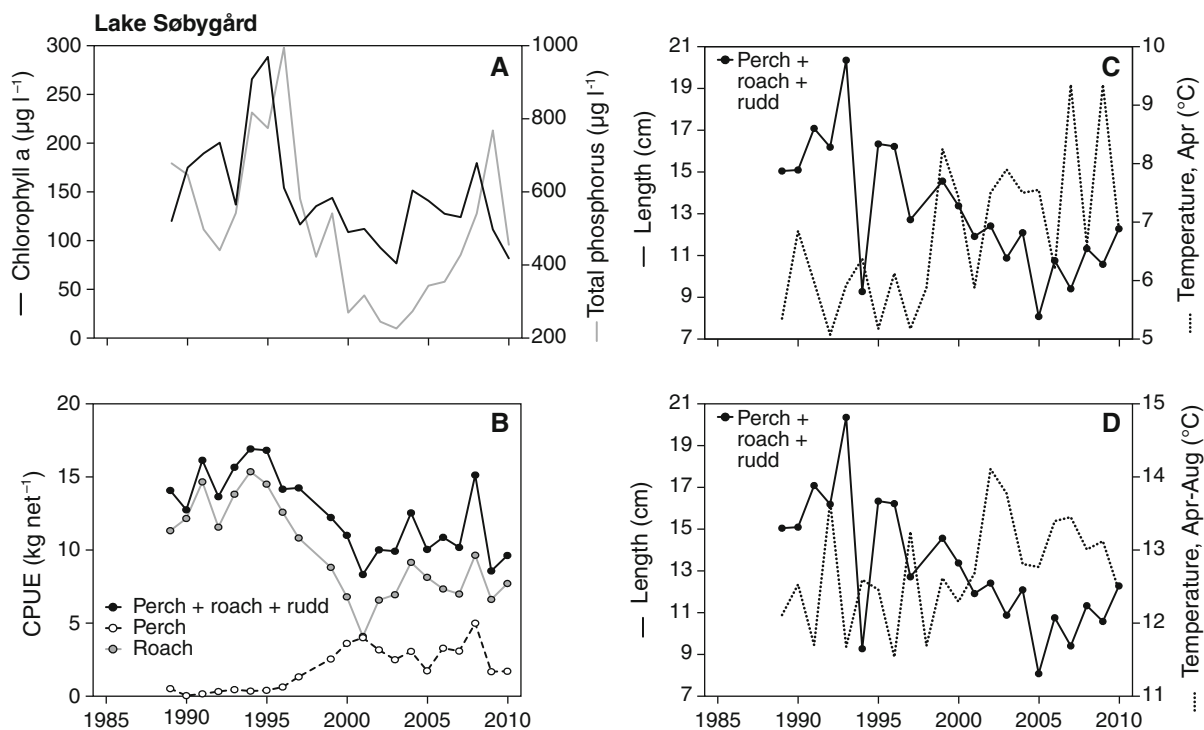 Lake Søbygård
A
— Chlorophyll a (µg l⁻¹)
300
250
200
150
100
50
0
1000
800
600
400
200
— Total phosphorus (µg l⁻¹)
C
Perch +
roach +
rudd
— Length (cm)
21
19
17
15
13
11
9
7
10
9
8
7
6
5
Temperature, Apr (°C)
B
CPUE (kg net⁻¹)
20
15
10
5
0
Perch + roach + rudd
Perch
Roach
1985 1990 1995 2000 2005 2010
D
Perch +
roach +
rudd
— Length (cm)
21
19
17
15
13
11
9
7
15
14
13
12
11
Temperature, Apr-Aug (°C)
1985 1990 1995 2000 2005 2010